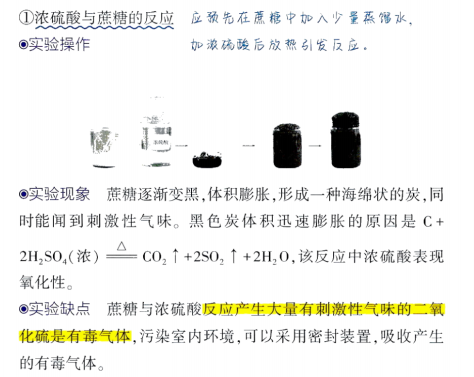 ①浓硫酸与蔗糖的反应 应预先在蔗糖中加入少量蒸馏水,
◉实验操作 加浓硫酸后放热引发反应。
◉实验现象 蔗糖逐渐变黑,体积膨胀,形成一种海绵状的炭,同
时能闻到刺激性气味。黑色炭体积迅速膨胀的原因是 C+
2H₂SO₄(浓) ≜ CO₂↑+2SO₂↑+2H₂O,该反应中浓硫酸表现
氧化性。
◉实验缺点 蔗糖与浓硫酸反应产生大量有刺激性气味的二氧
化硫是有毒气体,污染室内环境,可以采用密封装置,吸收产生
的有毒气体。